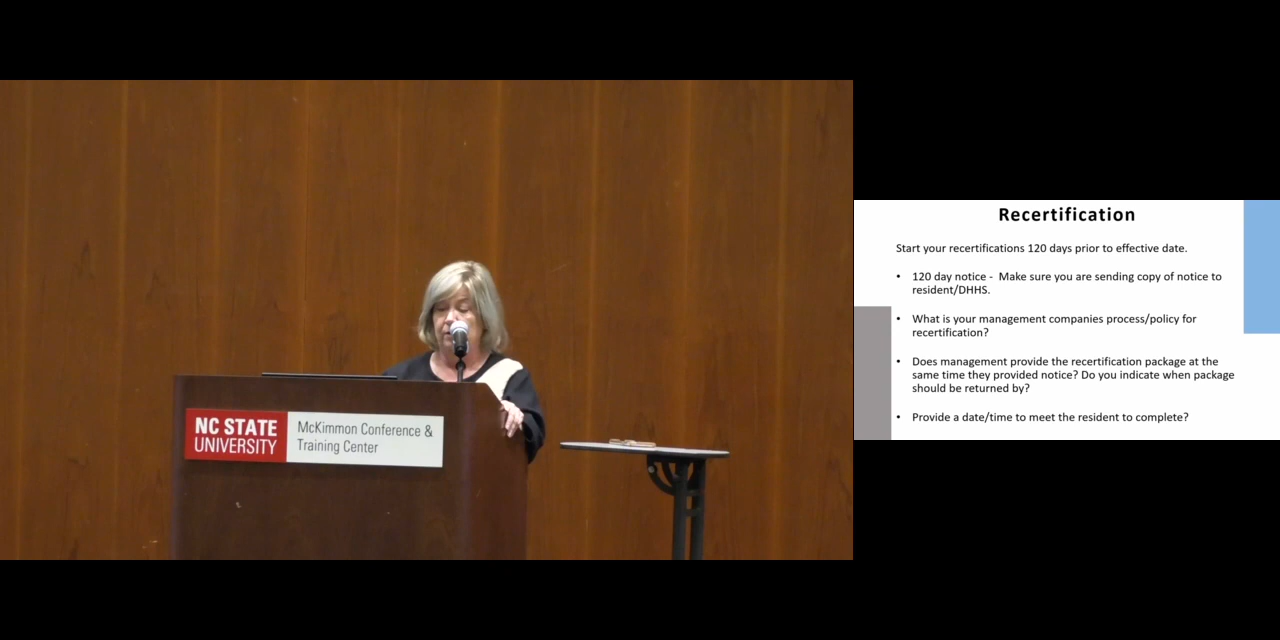 NC STATE
UNIVERSITY
McKimmon Conference &
Training Center
Recertification
Start your recertifications 120 days prior to effective date.
• 120 day notice - Make sure you are sending copy of notice to
resident/DHHS.
• What is your management companies process/policy for
recertification?
• Does management provide the recertification package at the
same time they provided notice? Do you indicate when package
should be returned by?
• Provide a date/time to meet the resident to complete?